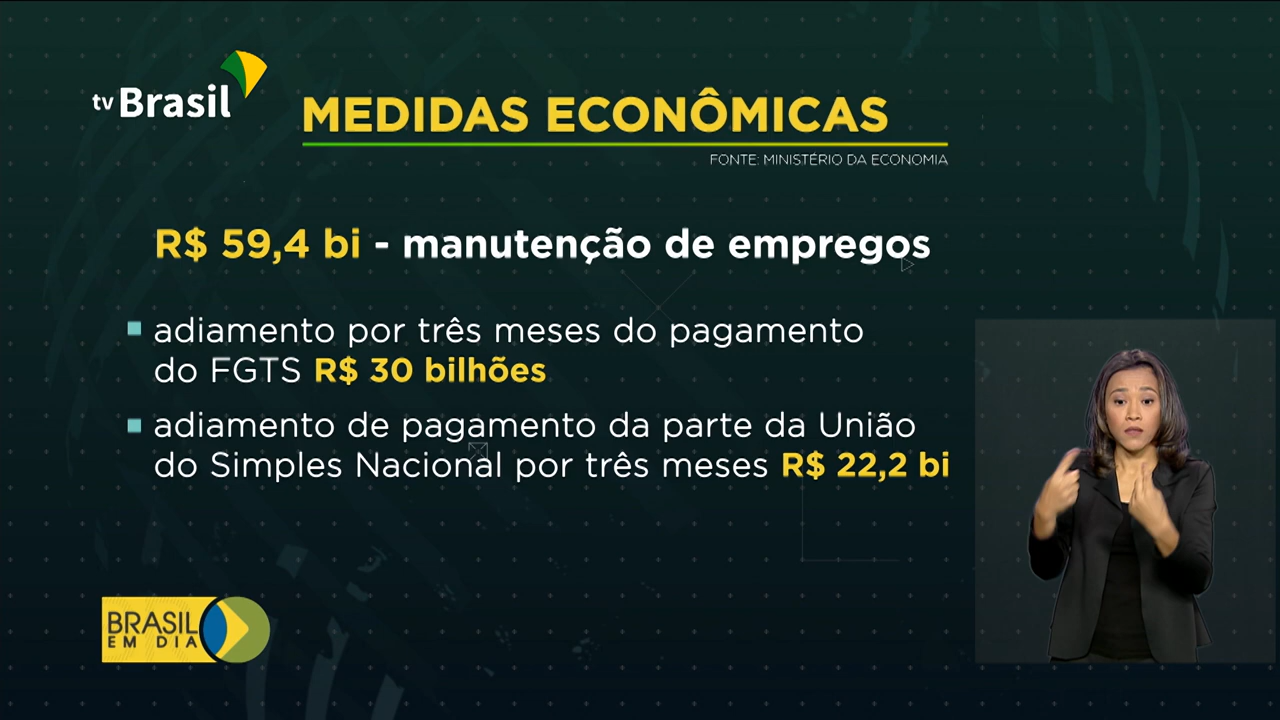 tv Brasil
MEDIDAS ECONÔMICAS
FONTE: MINISTÉRIO DA ECONOMIA
R$ 59,4 bi - manutenção de empregos
adiamento por três meses do pagamento
do FGTS R$ 30 bilhões
adiamento de pagamento da parte da União
do Simples Nacional por três meses R$ 22,2 bi
BRASIL
EM DIA